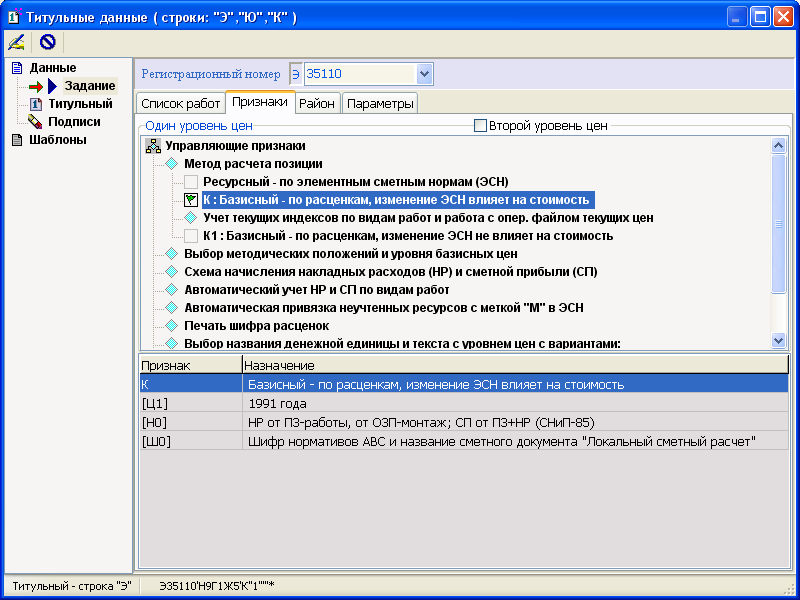 Титульные данные ( строки: "Э","Ю","К" )
Данные
Задание
Титульный
Подписи
Шаблоны
Регистрационный номер Э 35110
Список работ Признаки Район Параметры
Один уровень цен Второй уровень цен
Управляющие признаки
Метод расчета позиции
Ресурсный - по элементным сметным нормам (ЭСН)
К : Базисный - по расценкам, изменение ЭСН влияет на стоимость
Учет текущих индексов по видам работ и работа с опер. файлом текущих цен
К1 : Базисный - по расценкам, изменение ЭСН не влияет на стоимость
Выбор методических положений и уровня базисных цен
Схема начисления накладных расходов (НР) и сметной прибыли (СП)
Автоматический учет НР и СП по видам работ
Автоматическая привязка неучтенных ресурсов с меткой "М" в ЭСН
Печать шифра расценок
Выбор названия денежной единицы и текста с уровнем цен с вариантами:
Признак Назначение
К Базисный - по расценкам, изменение ЭСН влияет на стоимость
[Ц1] 1991 года
[Н0] НР от ПЗ-работы, от ОЗП-монтаж; СП от ПЗ+НР (СНиП-85)
[Ш0] Шифр нормативов АВС и название сметного документа "Локальный сметный расчет"
Титульный - строка "Э" Э35110'Н9Г1Ж5'К"1""'*